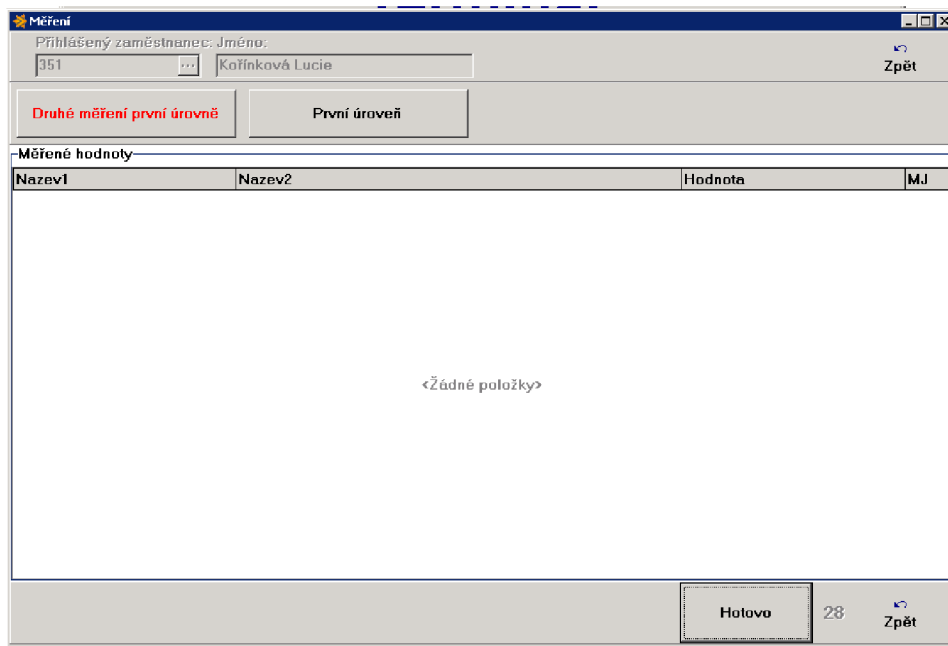 Měření
Přihlášený zaměstnanec: Jméno:
351 ... Kořínková Lucie
Zpět
Druhé měření první úrovně První úroveň
Měřené hodnoty
Nazev1 Nazev2 Hodnota MJ
<Žádné položky>
Hotovo 28 Zpět